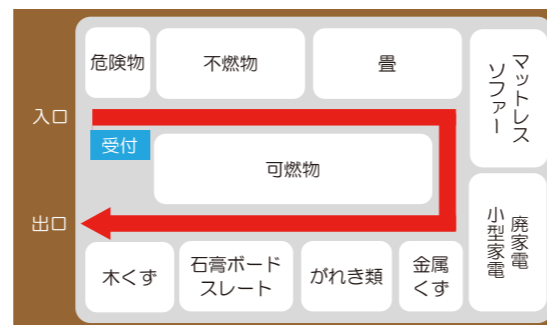 危険物
不燃物
畳
マットレス
ソファー
入口
受付
可燃物
出口
廃家電
小型家電
木くず
石膏ボード
スレート
がれき類
金属
くず